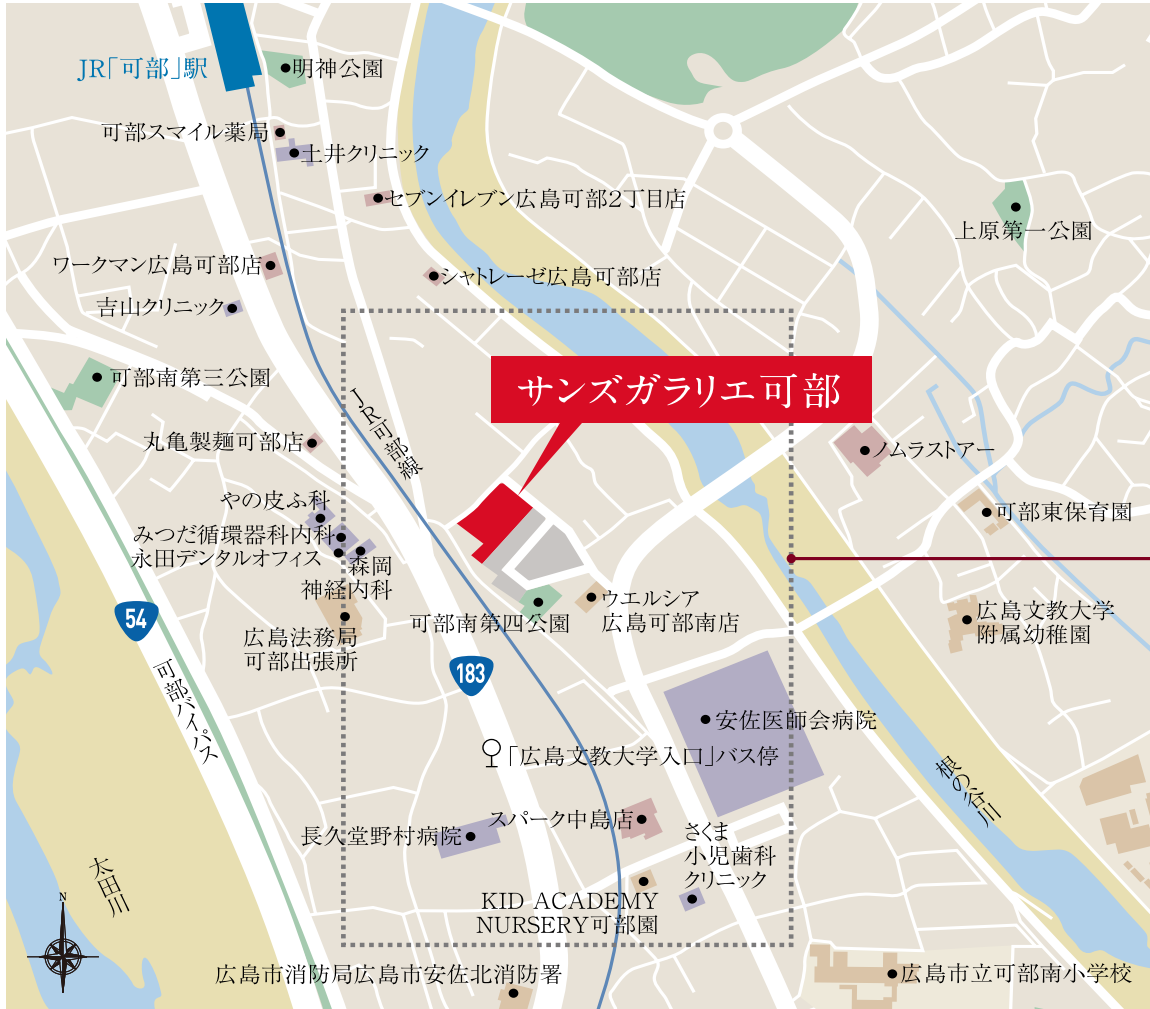 JR「可部」駅
明神公園
可部スマイル薬局
土井クリニック
セブンイレブン広島可部2丁目店
上原第一公園
ワークマン広島可部店
シャトレーゼ広島可部店
吉山クリニック
可部南第三公園
サンズガラリエ可部
JR可部線
丸亀製麺可部店
ノムラストアー
やの皮ふ科
みつだ循環器科内科
永田デンタルオフィス
森岡
神経内科
可部東保育園
ウエルシア
広島可部南店
可部南第四公園
広島文教大学
附属幼稚園
広島法務局
可部出張所
54
183
可部バイパス
安佐医師会病院
「広島文教大学入口」バス停
根の谷川
スパーク中島店
長久堂野村病院
さくま
小児歯科
クリニック
太田川
KID ACADEMY
NURSERY可部園
N
広島市消防局広島市安佐北消防署
広島市立可部南小学校